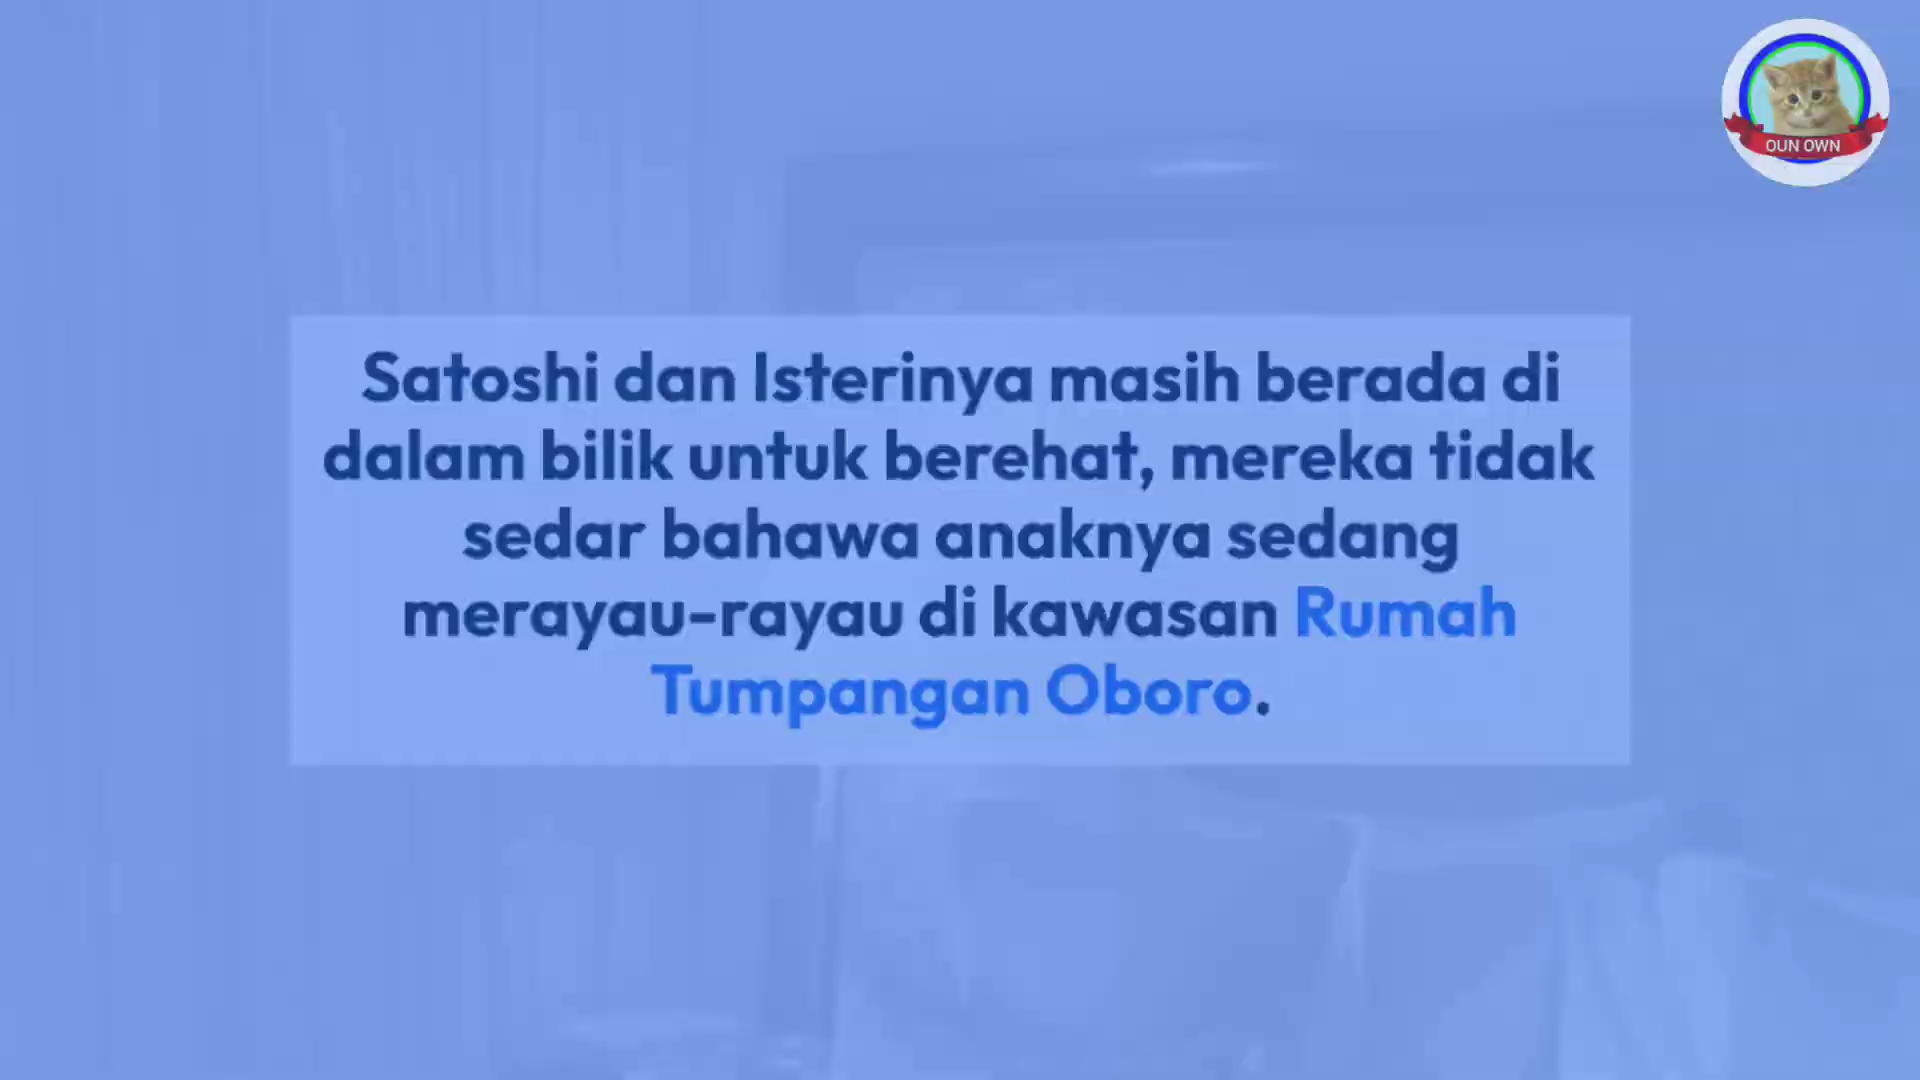 OUN OWN
Satoshi dan Isterinya masih berada di
dalam bilik untuk berehat, mereka tidak
sedar bahawa anaknya sedang
merayau-rayau di kawasan Rumah
Tumpangan Oboro.